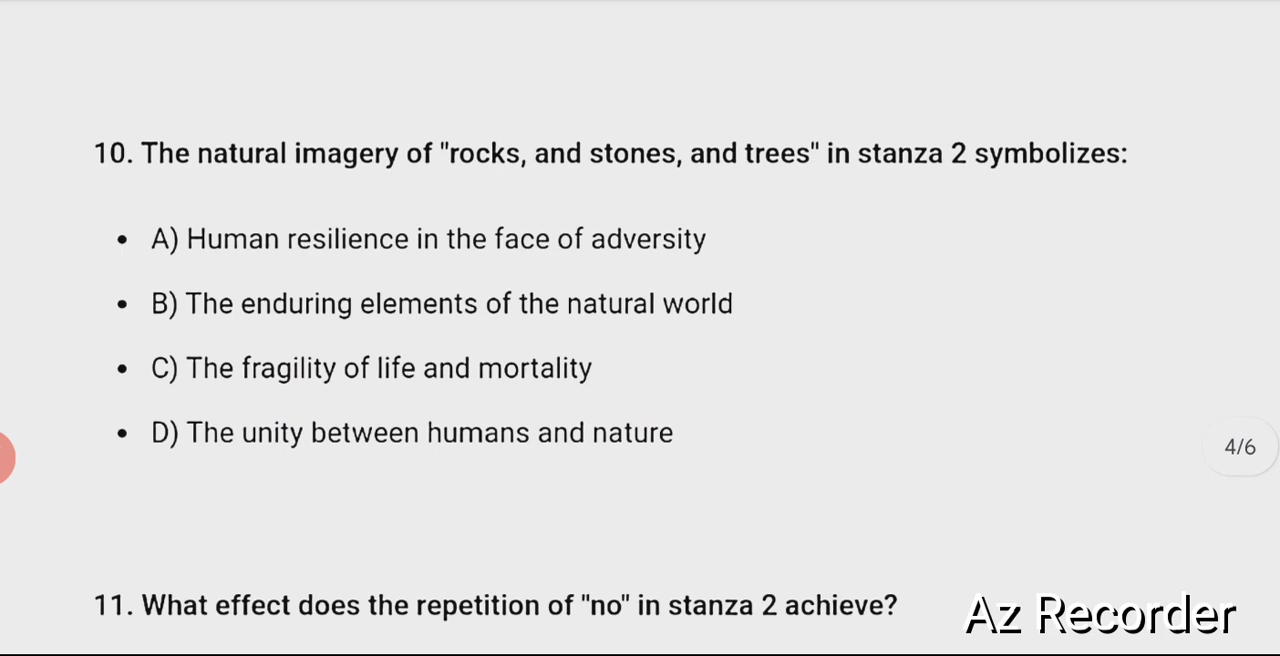 10. The natural imagery of "rocks, and stones, and trees" in stanza 2 symbolizes:
• A) Human resilience in the face of adversity
• B) The enduring elements of the natural world
• C) The fragility of life and mortality
• D) The unity between humans and nature
4/6
11. What effect does the repetition of "no" in stanza 2 achieve?
Az Recorder